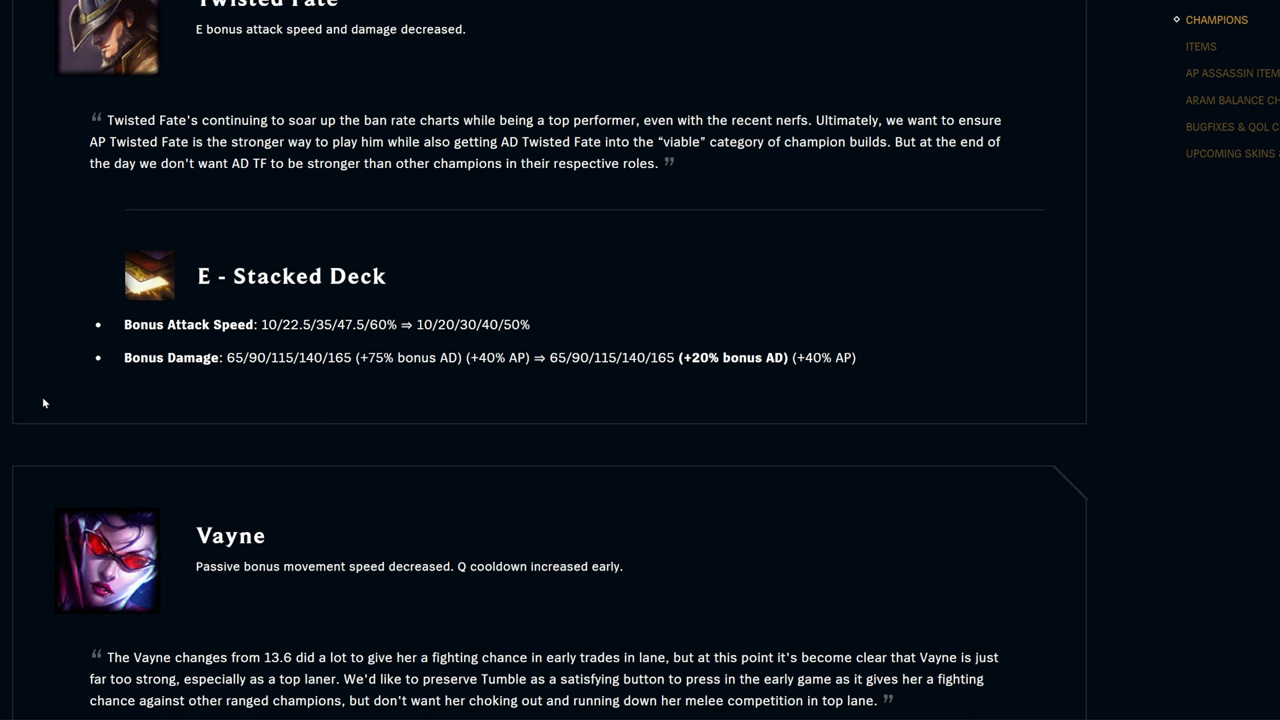 Twisted Fate
E bonus attack speed and damage decreased.
“ Twisted Fate's continuing to soar up the ban rate charts while being a top performer, even with the recent nerfs. Ultimately, we want to ensure
AP Twisted Fate is the stronger way to play him while also getting AD Twisted Fate into the “viable” category of champion builds. But at the end of
the day we don't want AD TF to be stronger than other champions in their respective roles. ”
E - Stacked Deck
• Bonus Attack Speed: 10/22.5/35/47.5/60% ⇒ 10/20/30/40/50%
• Bonus Damage: 65/90/115/140/165 (+75% bonus AD) (+40% AP) ⇒ 65/90/115/140/165 (+20% bonus AD) (+40% AP)
Vayne
Passive bonus movement speed decreased. Q cooldown increased early.
“ The Vayne changes from 13.6 did a lot to give her a fighting chance in early trades in lane, but at this point it's become clear that Vayne is just
far too strong, especially as a top laner. We'd like to preserve Tumble as a satisfying button to press in the early game as it gives her a fighting
chance against other ranged champions, but don't want her choking out and running down her melee competition in top lane. ”
CHAMPIONS
ITEMS
AP ASSASSIN ITEM
ARAM BALANCE CH
BUGFIXES & QOL C
UPCOMING SKINS